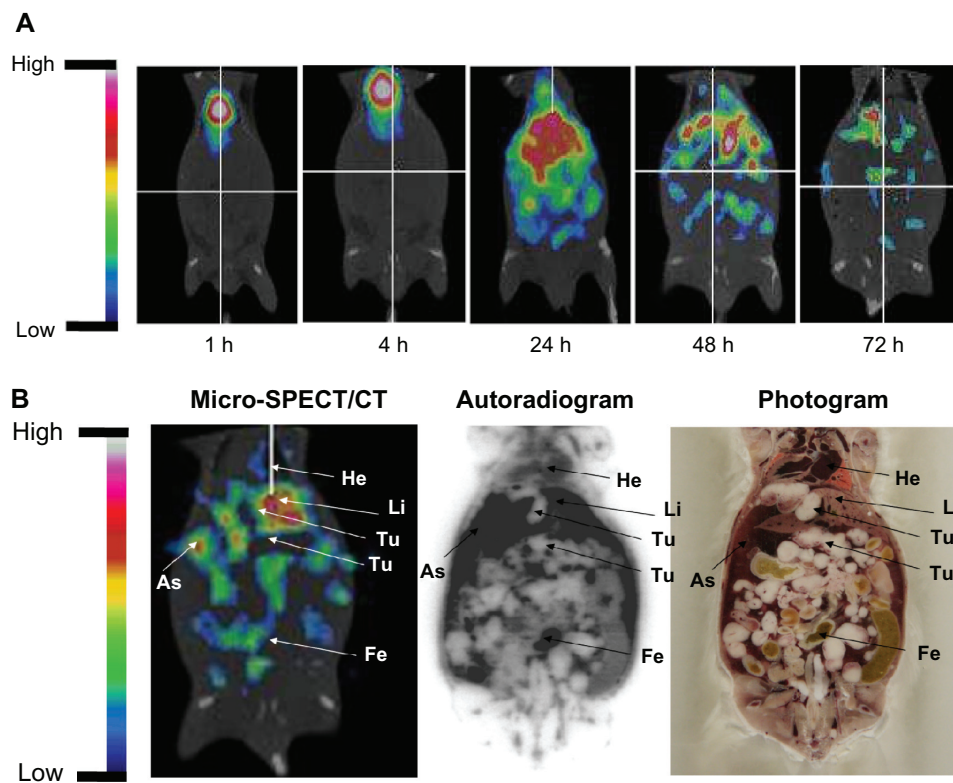 A
High
Low
1 h
4 h
24 h
48 h
72 h
B
Micro-SPECT/CT
Autoradiogram
Photogram
High
Low
He
Li
Tu
Tu
As
Fe
He
Li
Tu
Tu
As
Fe
He
L
Tu
Tu
As
Fe